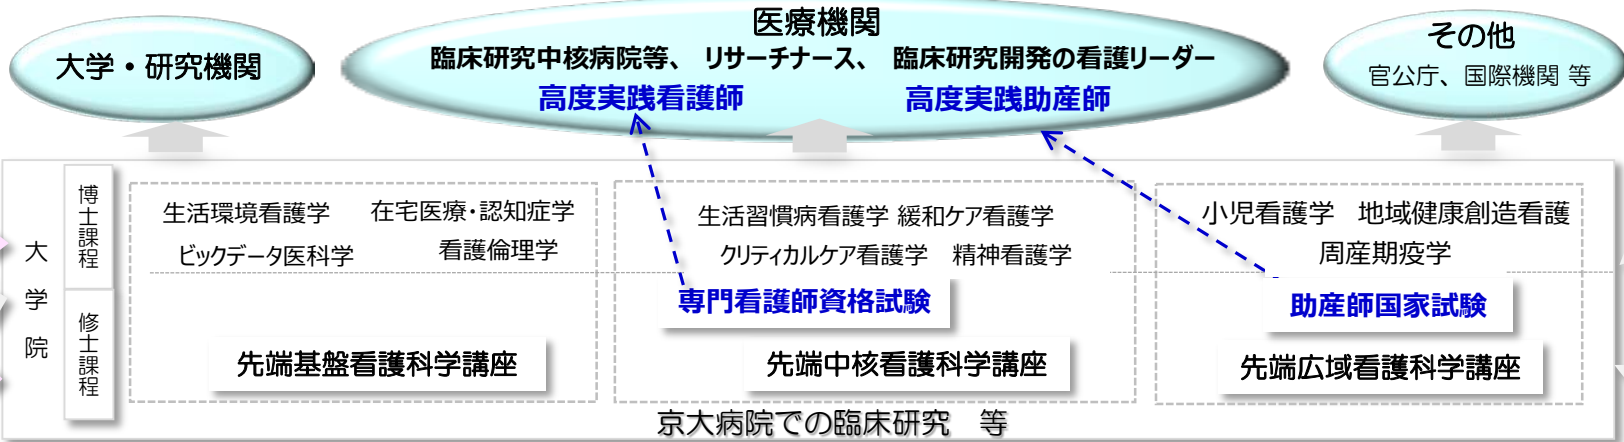 医療機関
大学・研究機関
臨床研究中核病院等、 リサーチナース、 臨床研究開発の看護リーダー
高度実践看護師
高度実践助産師
その他
官公庁、国際機関 等
大学院
博士課程
修士課程
生活環境看護学
在宅医療・認知症学
ビックデータ医科学
看護倫理学
先端基盤看護科学講座
生活習慣病看護学 緩和ケア看護学
クリティカルケア看護学 精神看護学
専門看護師資格試験
先端中核看護科学講座
小児看護学 地域健康創造看護
周産期疫学
助産師国家試験
先端広域看護科学講座
京大病院での臨床研究 等